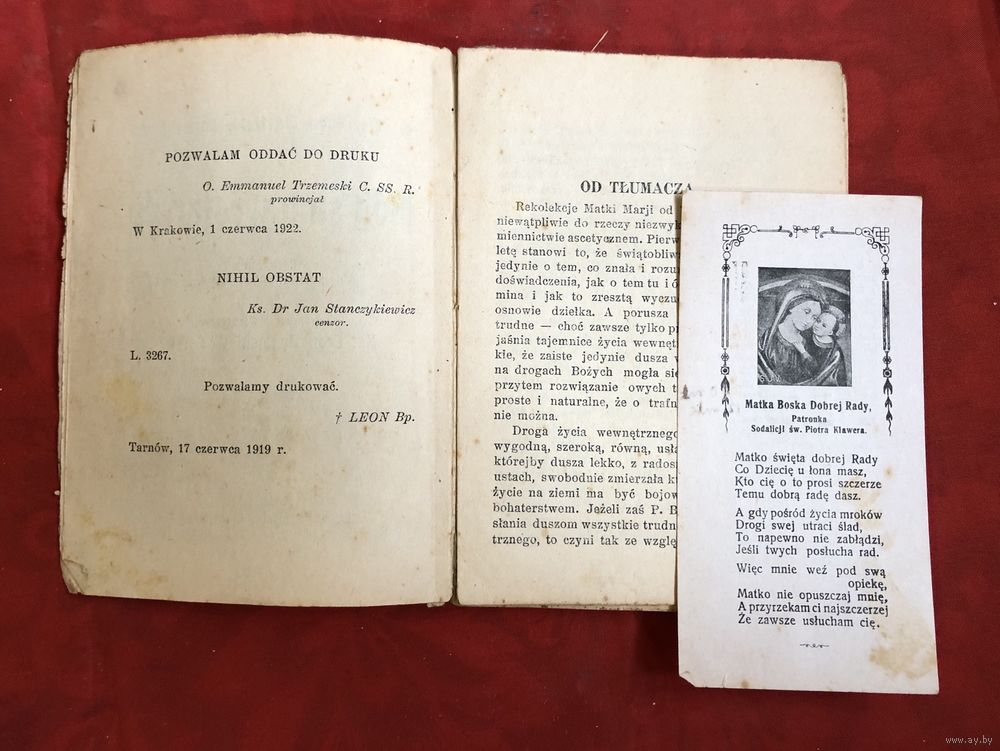 POZWALAM ODDAĆ DO DRUKU
O. Emmanuel Trzemeski C. SS. R.
prowincjał
W Krakowie, 1 czerwca 1922.
NIHIL OBSTAT
Ks. Dr Jan Stanczykiewicz
cenzor.
L. 3267.
Pozwalamy drukować.
† LEON Bp.
Tarnów, 17 czerwca 1919 r.
OD TŁUMACZA
Rekolekcje Matki Marji od
niewątpliwie do rzeczy niezwyk
miennictwie ascetycznem. Pierw
letę stanowi to, że świątobliw
jedynie o tem, co znała i rozu
doświadczenia, jak o tem tu i ó
mina i jak to zresztą wyczu
osnowie dziełka. A porusza
trudne — choć zawsze tylko p
jaśnia tajemnice życia wewnęt
kie, że zaiste jedynie dusza
na drogach Bożych mogła się
przytem rozwiązanie owych t
proste i naturalne, że o trafn
nie można.
Droga życia wewnętrzneg
wygodną, szeroką, równą, usł
którejby dusza lekko, z rados
ustach, swobodnie zmierzała k
życie na ziemi ma być bojow
bohaterstwem. Jeżeli zaś P. B
słania duszom wszystkie trudn
trznego, to czyni tak ze wzglę
Matka Boska Dobrej Rady,
Patronka
Sodalicji św. Piotra Klawera.
Matko święta dobrej Rady
Co Dziecię u łona masz,
Kto cię o to prosi szczerze
Temu dobrą radę dasz.
A gdy pośród życia mroków
Drogi swej utraci ślad,
To napewno nie zabłądzi,
Jeśli twych posłucha rad.
Więc mnie weź pod swą
opiekę,
Matko nie opuszczaj mnię,
A przyrzekam ci najszczerzej
Że zawsze usłucham cię.
www.ay.by